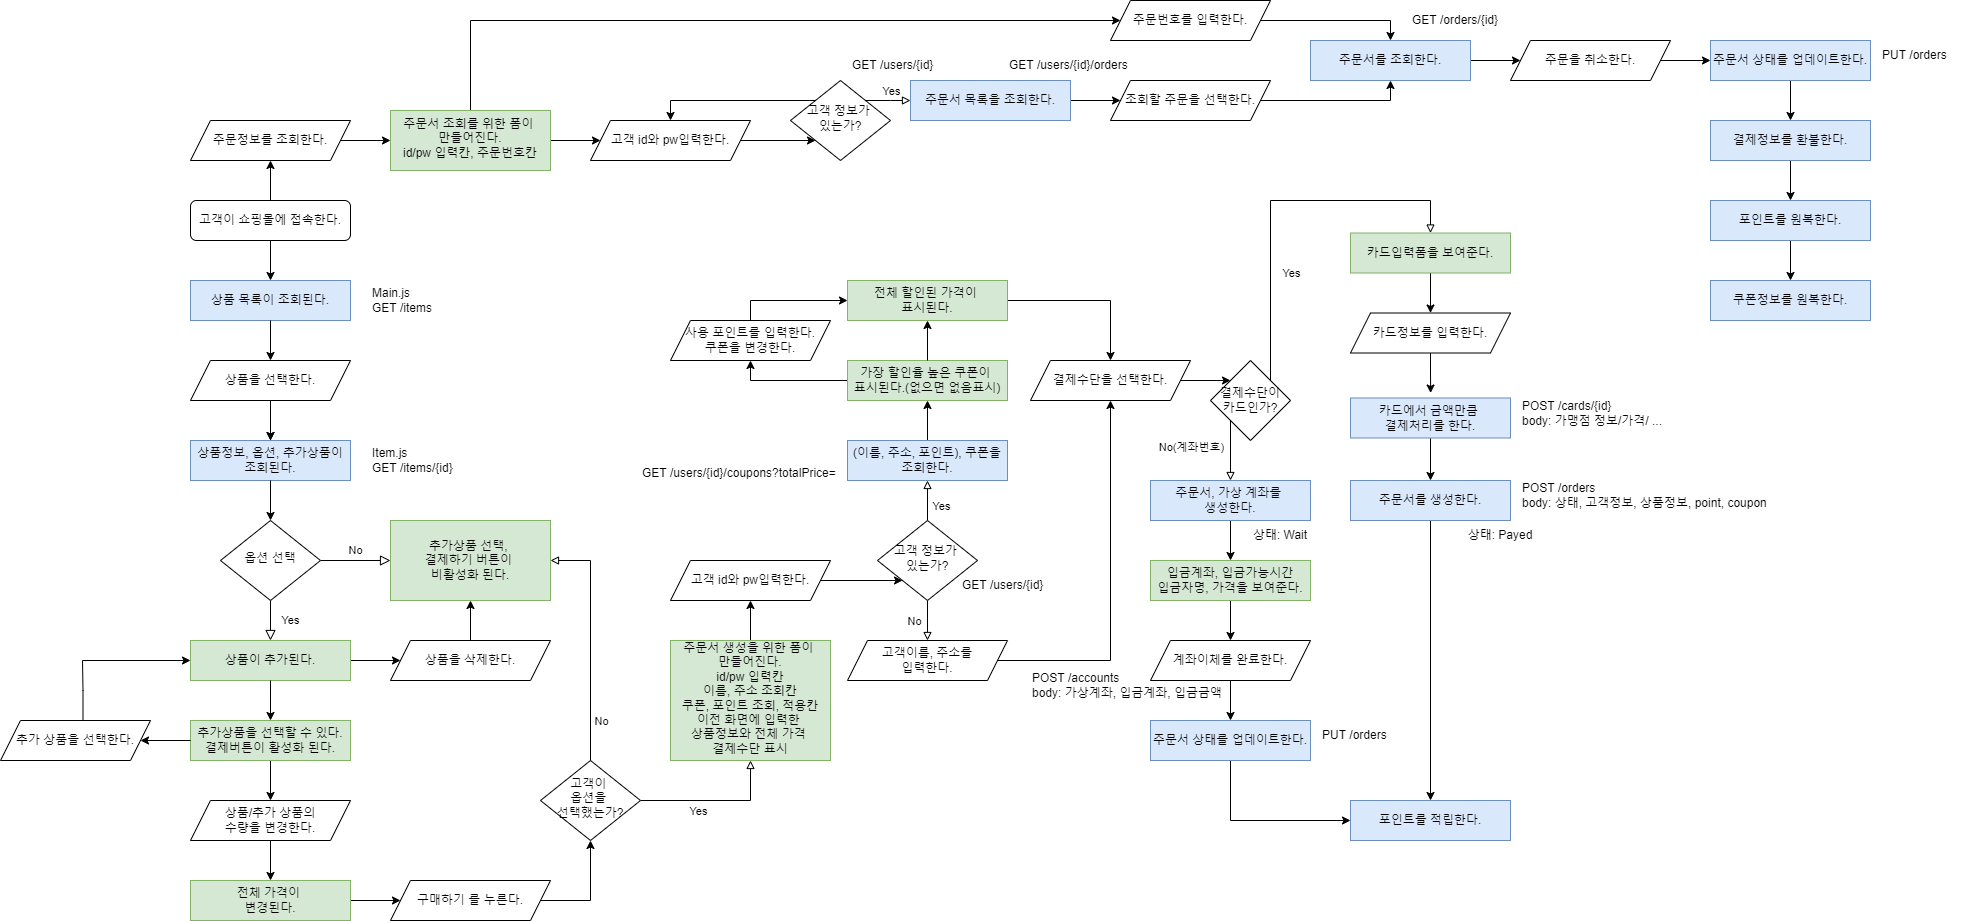 주문번호를 입력한다.
GET /orders/{id}
주문서를 조회한다.
주문을 취소한다.
주문서 상태를 업데이트한다.
PUT /orders
GET /users/{id}
GET /users/{id}/orders
고객 정보가
있는가?
Yes
주문서 목록을 조회한다.
조회할 주문을 선택한다.
주문정보를 조회한다.
주문서 조회를 위한 폼이
만들어진다.
id/pw 입력칸, 주문번호칸
고객 id와 pw입력한다.
결제정보를 환불한다.
포인트를 원복한다.
쿠폰정보를 원복한다.
고객이 쇼핑몰에 접속한다.
상품 목록이 조회된다.
Main.js
GET /items
상품을 선택한다.
상품정보, 옵션, 추가상품이
조회된다.
Item.js
GET /items/{id}
옵션 선택
No
추가상품 선택,
결제하기 버튼이
비활성화 된다.
Yes
상품이 추가된다.
상품을 삭제한다.
추가 상품을 선택한다.
추가상품을 선택할 수 있다.
결제버튼이 활성화 된다.
상품/추가 상품의
수량을 변경한다.
전체 가격이
변경된다.
구매하기 를 누른다.
고객이
옵션을
선택했는가?
No
Yes
주문서 생성을 위한 폼이
만들어진다.
id/pw 입력칸
이름, 주소 조회칸
쿠폰, 포인트 조회, 적용칸
이전 화면에 입력한
상품정보와 전체 가격
결제수단 표시
고객 id와 pw입력한다.
고객 정보가
있는가?
GET /users/{id}
Yes
No
고객이름, 주소를
입력한다.
(이름, 주소, 포인트), 쿠폰을
조회한다.
GET /users/{id}/coupons?totalPrice=
가장 할인율 높은 쿠폰이
표시된다.(없으면 없음표시)
사용 포인트를 입력한다.
쿠폰을 변경한다.
전체 할인된 가격이
표시된다.
결제수단을 선택한다.
결제수단이
카드인가?
Yes
No(계좌번호)
카드입력폼을 보여준다.
카드정보를 입력한다.
카드에서 금액만큼
결제처리를 한다.
POST /cards/{id}
body: 가맹점 정보/가격/ ...
주문서를 생성한다.
POST /orders
body: 상태, 고객정보, 상품정보, point, coupon
상태: Payed
주문서, 가상 계좌를
생성한다.
상태: Wait
입금계좌, 입금가능시간
입금자명, 가격을 보여준다.
계좌이체를 완료한다.
POST /accounts
body: 가상계좌, 입금계좌, 입금금액
주문서 상태를 업데이트한다.
PUT /orders
포인트를 적립한다.